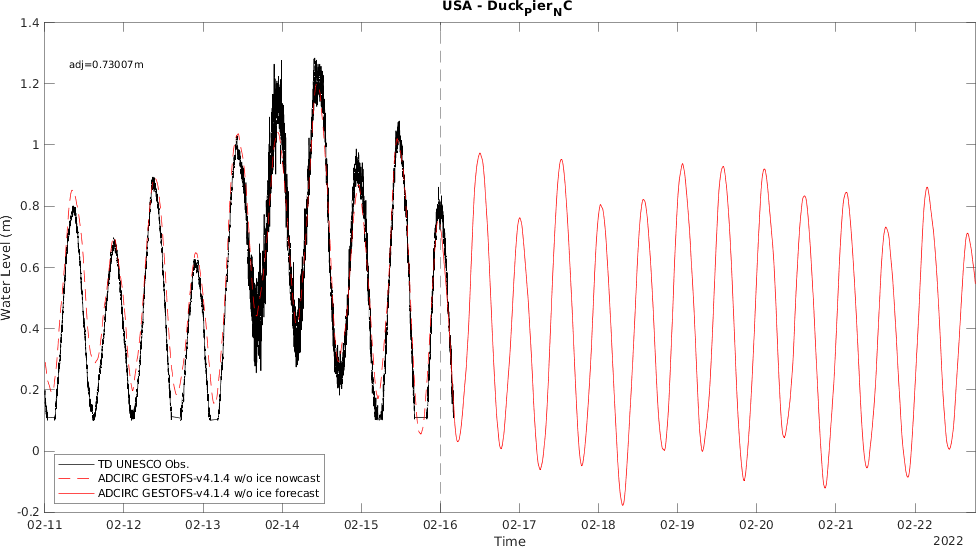 USA - DuckPierNC
1.4
adj=0.73007m
1.2
1
0.8
0.6
0.4
0.2
0
-0.2
Water Level (m)
TD UNESCO Obs.
ADCIRC GESTOFS-v4.1.4 w/o ice nowcast
ADCIRC GESTOFS-v4.1.4 w/o ice forecast
02-11 02-12 02-13 02-14 02-15 02-16 02-17 02-18 02-19 02-20 02-21 02-22
Time
2022